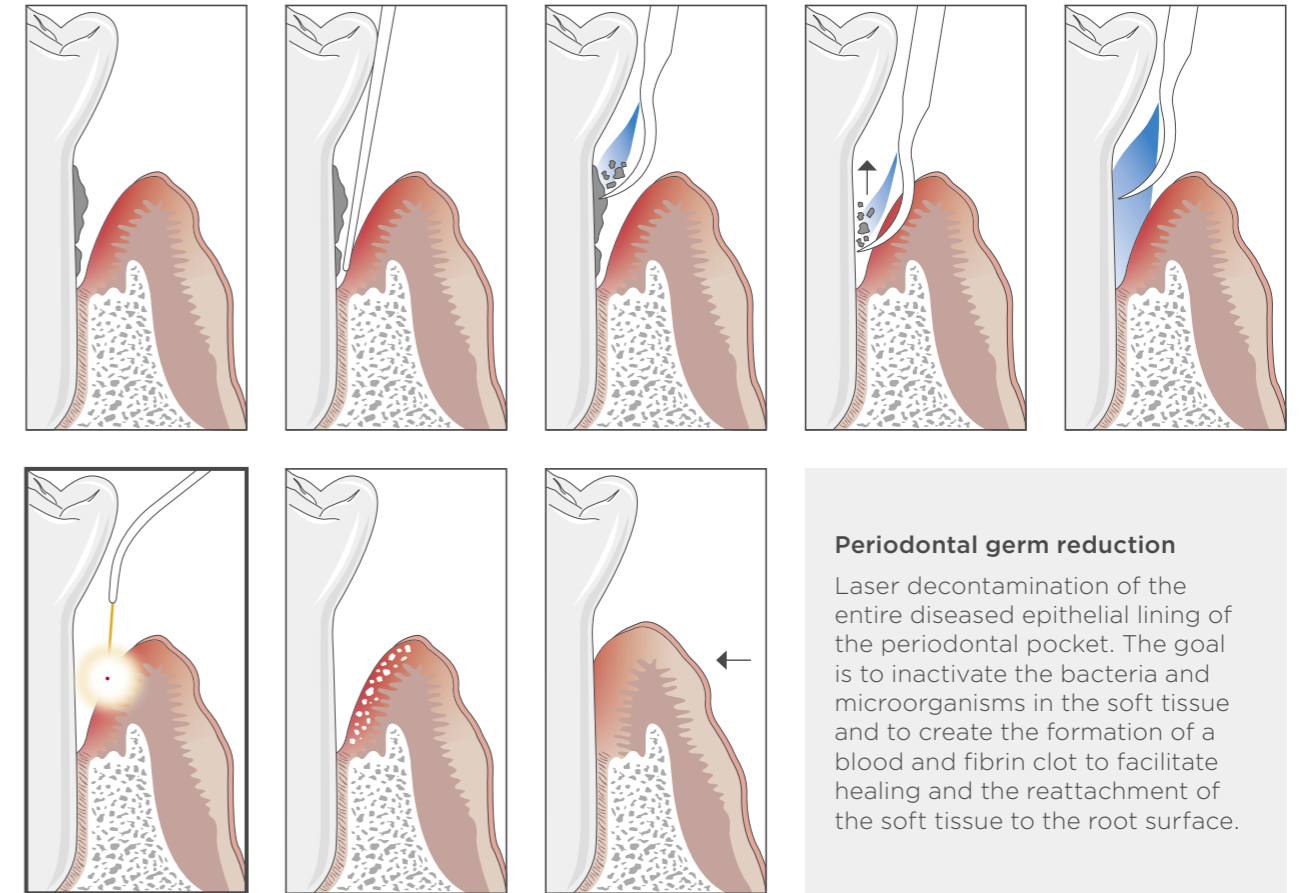 Periodontal germ reduction
Laser decontamination of the
entire diseased epithelial lining of
the periodontal pocket. The goal
is to inactivate the bacteria and
microorganisms in the soft tissue
and to create the formation of a
blood and fibrin clot to facilitate
healing and the reattachment of
the soft tissue to the root surface.